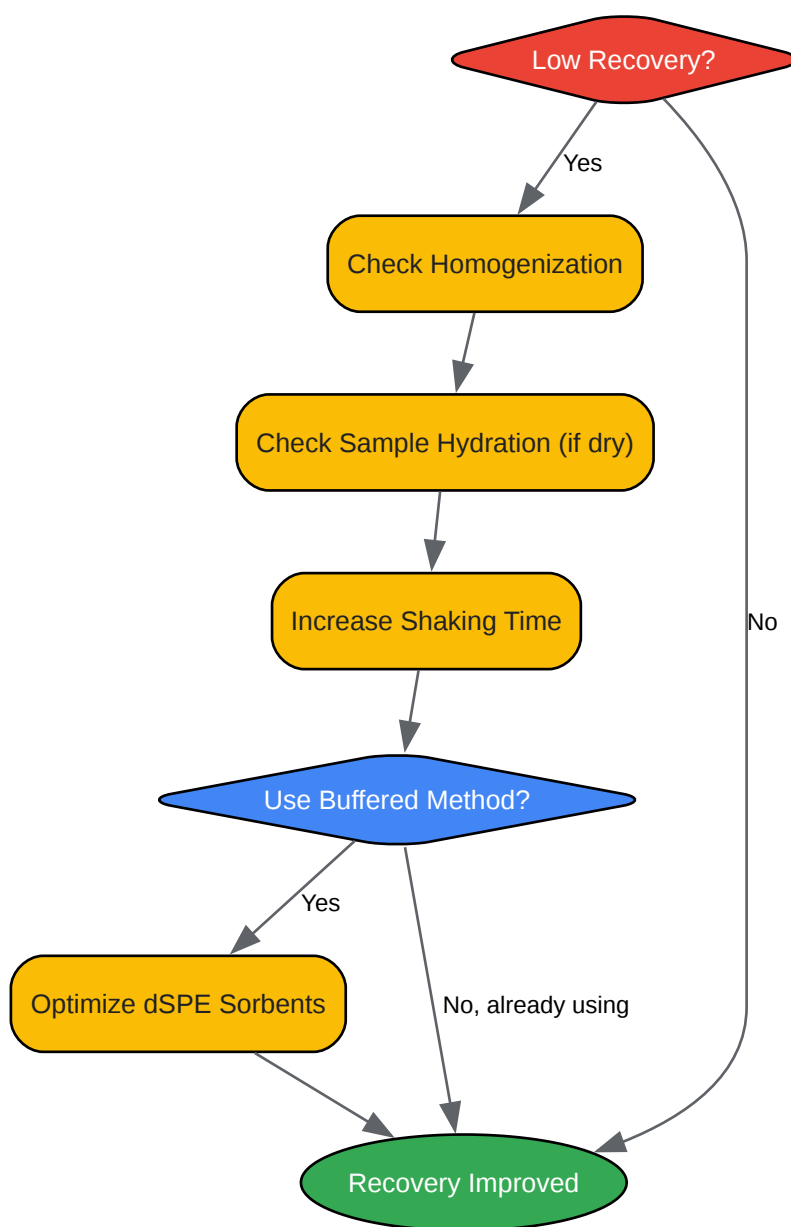 Low Recovery?
Yes
Check Homogenization
Check Sample Hydration (if dry)
Increase Shaking Time
No
Use Buffered Method?
Yes
Optimize dSPE Sorbents
No, already using
Recovery Improved